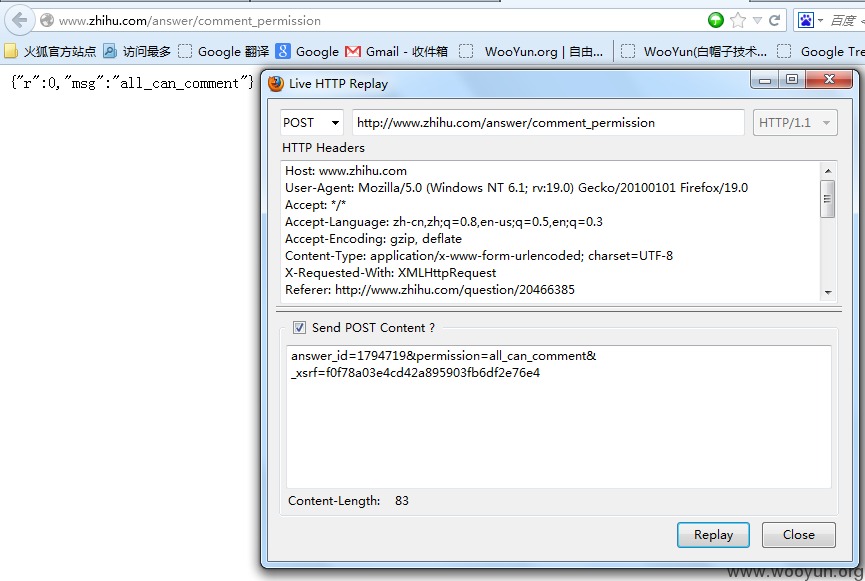 www.zhihu.com/answer/comment_permission
百度
火狐官方站点 访问最多 Google 翻译 Google Gmail - 收件箱 WooYun.org | 自由... WooYun(白帽子技术... Google Tre
{"r":0,"msg":"all_can_comment"}
Live HTTP Replay
POST http://www.zhihu.com/answer/comment_permission HTTP/1.1
HTTP Headers
Host: www.zhihu.com
User-Agent: Mozilla/5.0 (Windows NT 6.1; rv:19.0) Gecko/20100101 Firefox/19.0
Accept: */*
Accept-Language: zh-cn,zh;q=0.8,en-us;q=0.5,en;q=0.3
Accept-Encoding: gzip, deflate
Content-Type: application/x-www-form-urlencoded; charset=UTF-8
X-Requested-With: XMLHttpRequest
Referer: http://www.zhihu.com/question/20466385
Send POST Content ?
answer_id=1794719&permission=all_can_comment&
_xsrf=f0f78a03e4cd42a895903fb6df2e76e4
Content-Length: 83
Replay Close
www.wooyun.org